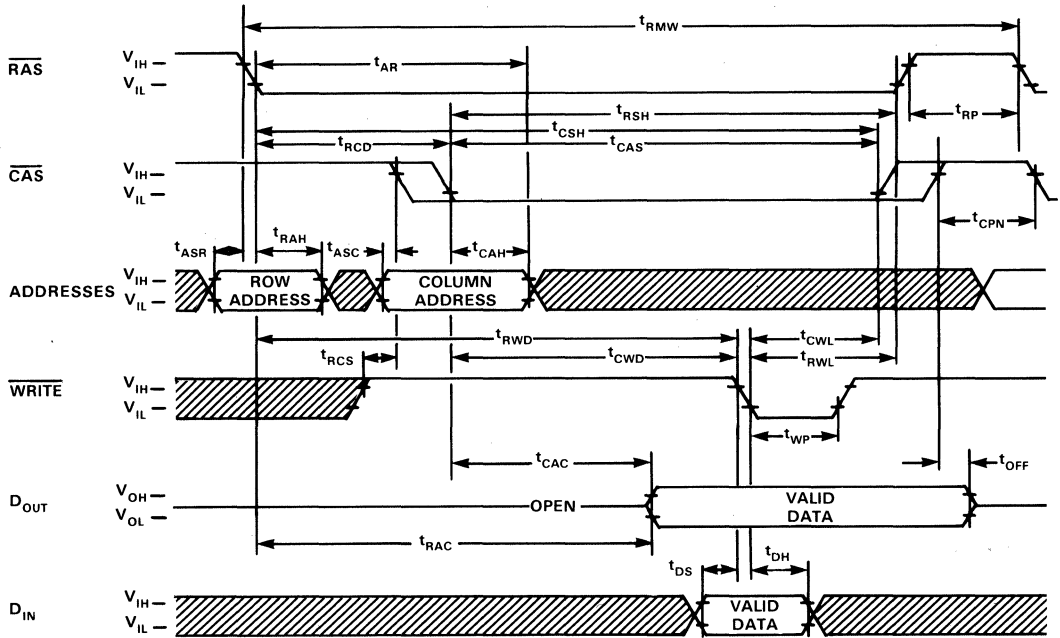 tRMW
RAS
VIH
VIL
tAR
tRSH
tRP
tCSH
tRCD
tCAS
CAS
VIH
VIL
tCPN
tASR
tRAH
tASC
tCAH
ADDRESSES
VIH
VIL
ROW ADDRESS
COLUMN ADDRESS
tRWD
tCWL
tRCS
tCWD
tRWL
WRITE
VIH
VIL
tWP
tCAC
tOFF
DOUT
VOH
VOL
OPEN
VALID DATA
tRAC
tDS
tDH
DIN
VIH
VIL
VALID DATA